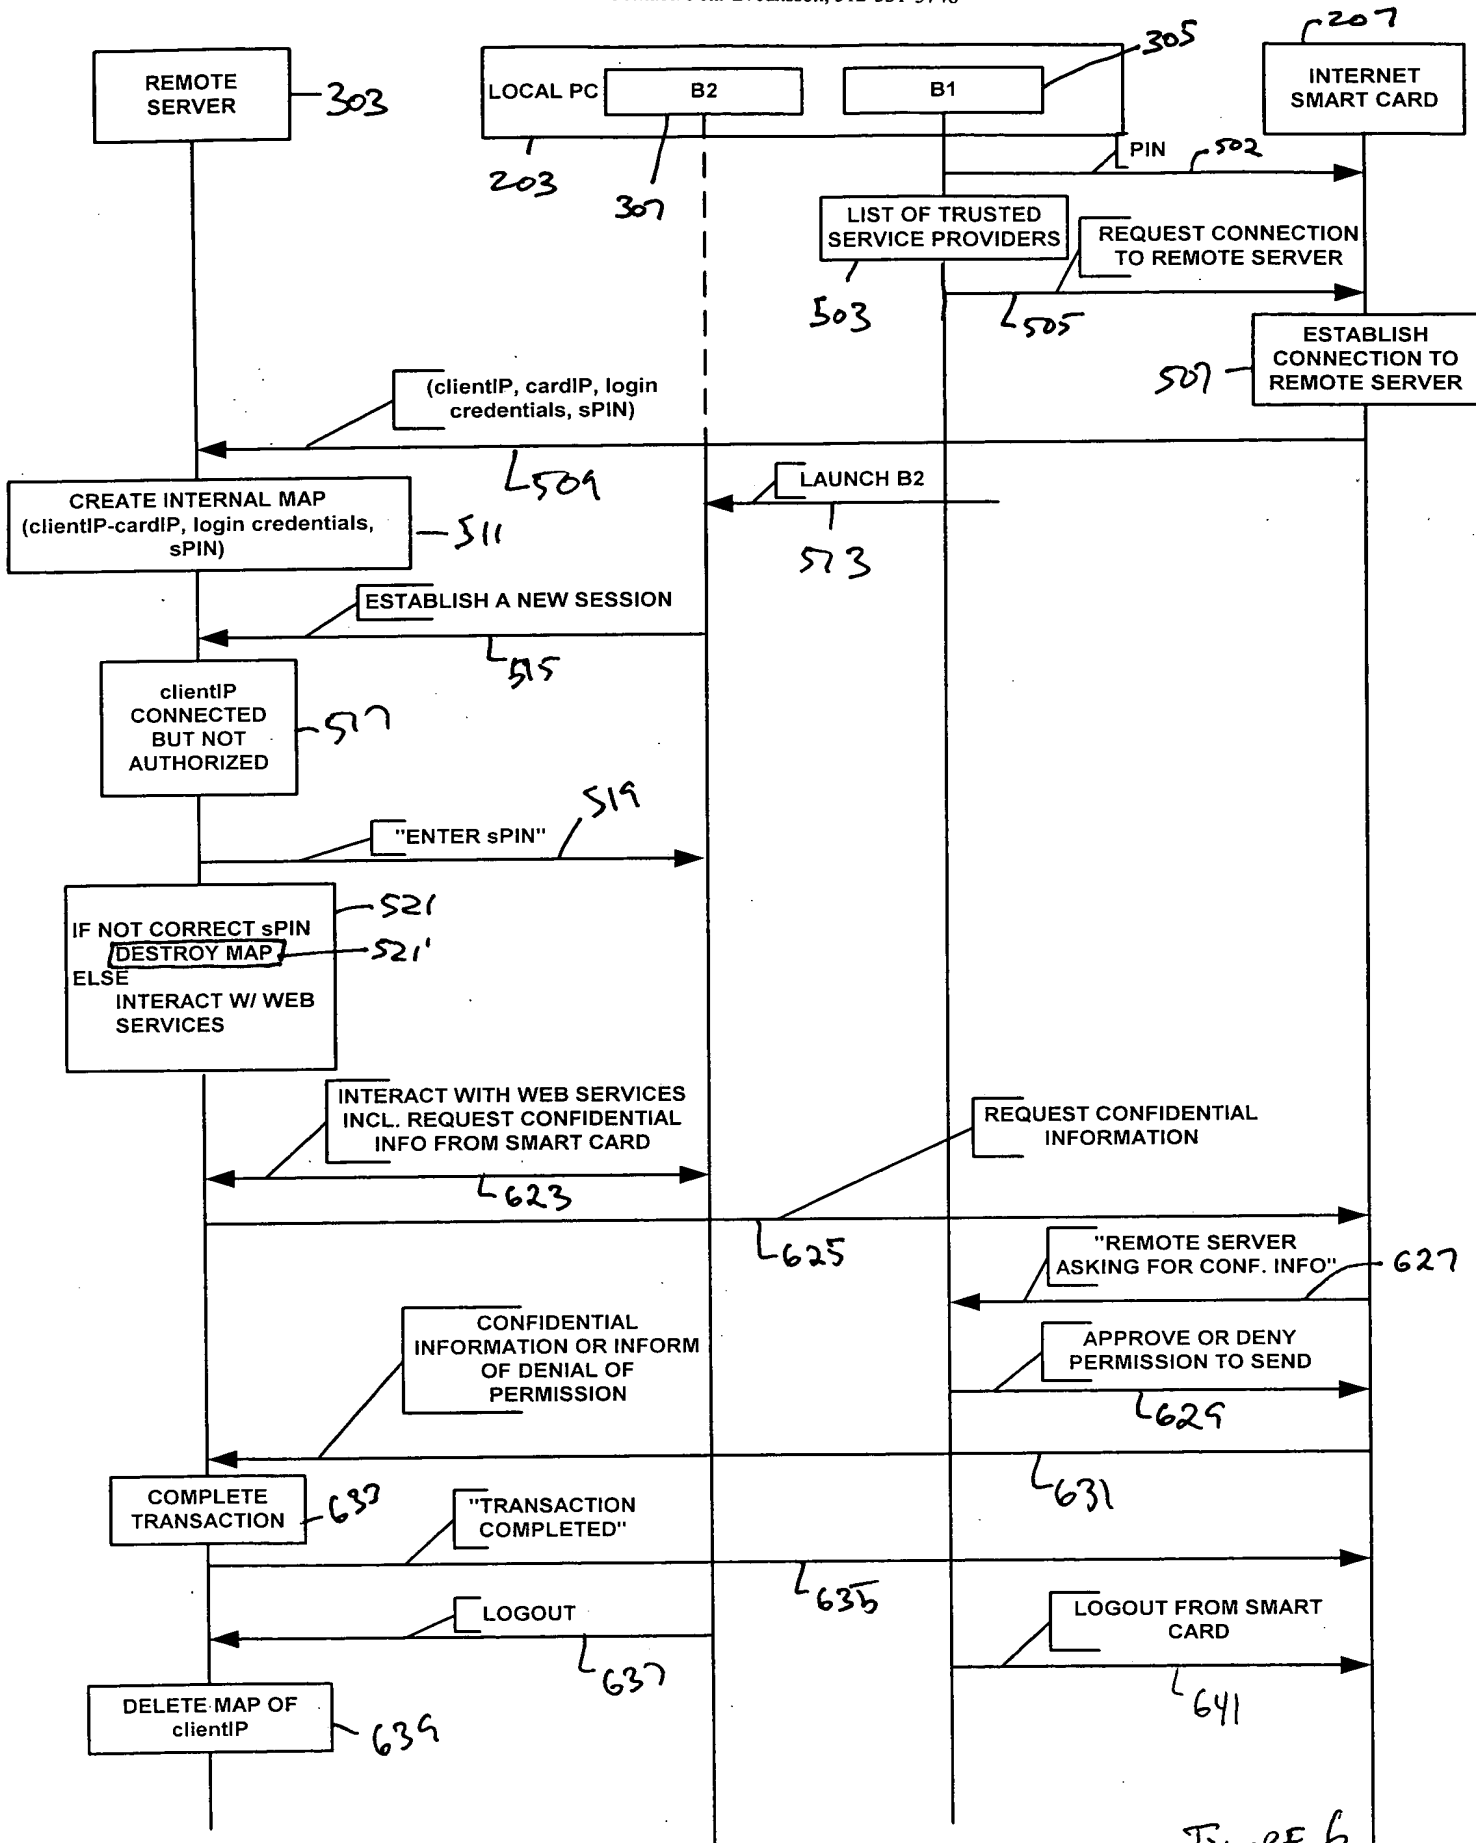 207
305
REMOTE
SERVER
303
LOCAL PC
B2
B1
INTERNET
SMART CARD
203
307
PIN
502
LIST OF TRUSTED
SERVICE PROVIDERS
503
REQUEST CONNECTION
TO REMOTE SERVER
505
ESTABLISH
CONNECTION TO
REMOTE SERVER
507
(clientIP, cardIP, login
credentials, sPIN)
509
LAUNCH B2
513
CREATE INTERNAL MAP
(clientIP-cardIP, login credentials,
sPIN)
511
ESTABLISH A NEW SESSION
515
clientIP
CONNECTED
BUT NOT
AUTHORIZED
517
519
"ENTER sPIN"
521
IF NOT CORRECT sPIN
DESTROY MAP
521'
ELSE
INTERACT W/ WEB
SERVICES
INTERACT WITH WEB SERVICES
INCL. REQUEST CONFIDENTIAL
INFO FROM SMART CARD
623
REQUEST CONFIDENTIAL
INFORMATION
625
"REMOTE SERVER
ASKING FOR CONF. INFO"
627
CONFIDENTIAL
INFORMATION OR INFORM
OF DENIAL OF
PERMISSION
APPROVE OR DENY
PERMISSION TO SEND
629
631
COMPLETE
TRANSACTION
633
"TRANSACTION
COMPLETED"
635
LOGOUT
637
LOGOUT FROM SMART
CARD
641
DELETE MAP OF
clientIP
639
FIGURE 6